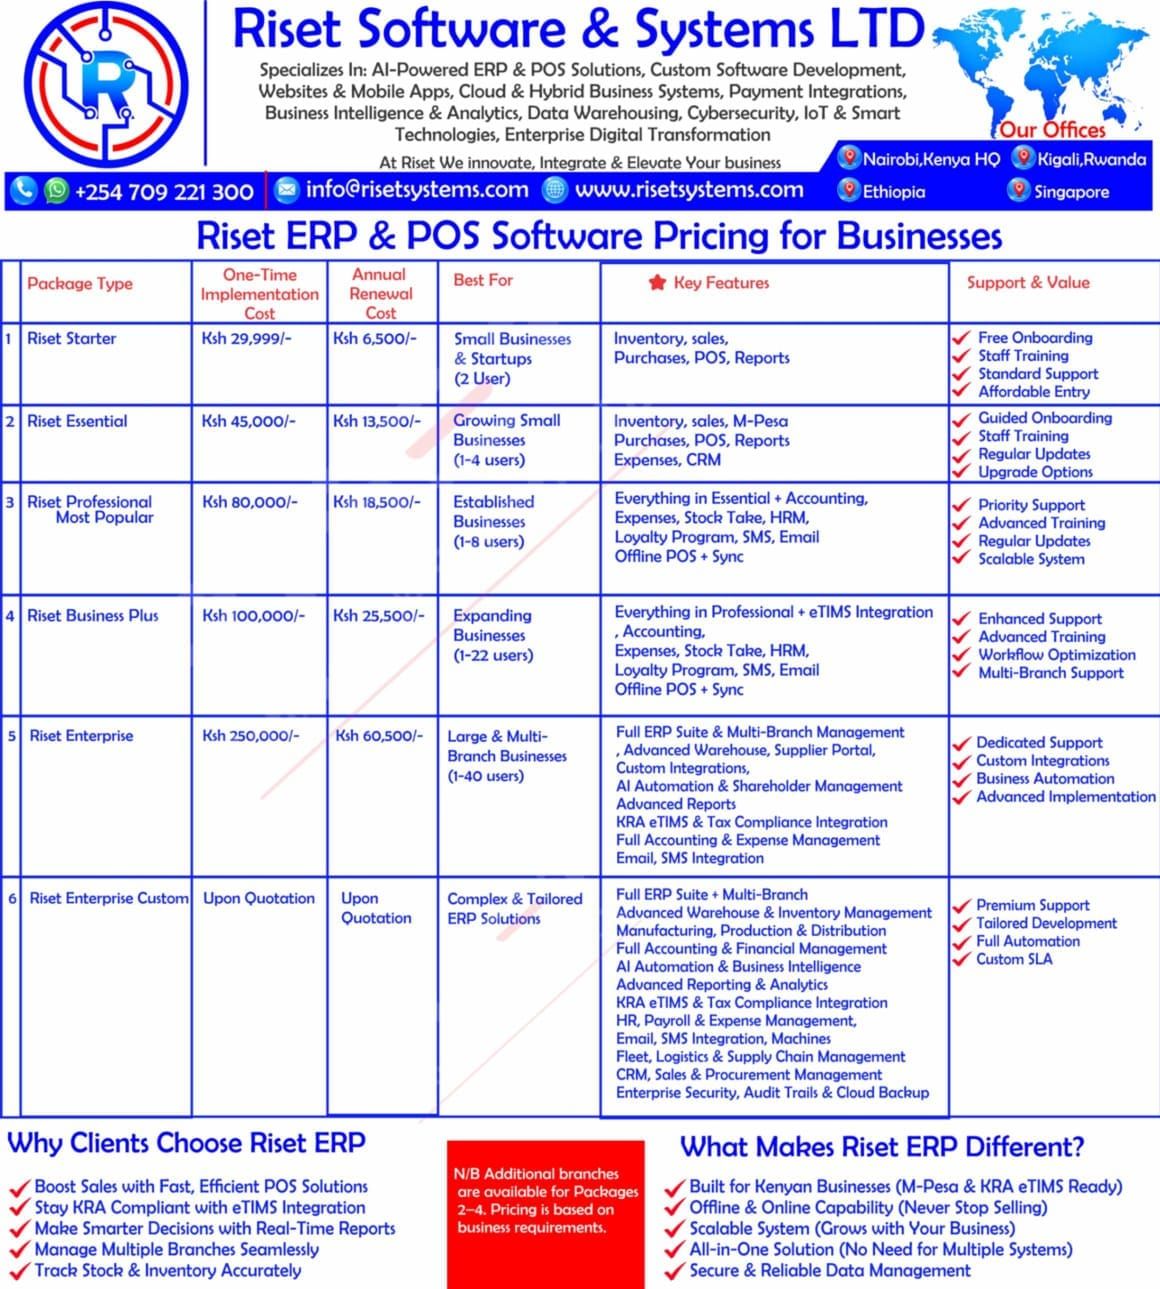 R
Riset Software & Systems LTD
Specializes In: AI-Powered ERP & POS Solutions, Custom Software Development,
Websites & Mobile Apps, Cloud & Hybrid Business Systems, Payment Integrations,
Business Intelligence & Analytics, Data Warehousing, Cybersecurity, IoT & Smart
Technologies, Enterprise Digital Transformation
At Riset We innovate, Integrate & Elevate Your business
Our Offices
Nairobi,Kenya HQ
Kigali,Rwanda
Ethiopia
Singapore
+254 709 221 300
info@risetsystems.com
www.risetsystems.com
Riset ERP & POS Software Pricing for Businesses
Package Type
One-Time
Implementation
Cost
Annual
Renewal
Cost
Best For
Key Features
Support & Value
1
Riset Starter
Ksh 29,999/-
Ksh 6,500/-
Small Businesses
& Startups
(2 User)
Inventory, sales,
Purchases, POS, Reports
Free Onboarding
Staff Training
Standard Support
Affordable Entry
2
Riset Essential
Ksh 45,000/-
Ksh 13,500/-
Growing Small
Businesses
(1-4 users)
Inventory, sales, M-Pesa
Purchases, POS, Reports
Expenses, CRM
Guided Onboarding
Staff Training
Regular Updates
Upgrade Options
3
Riset Professional
Most Popular
Ksh 80,000/-
Ksh 18,500/-
Established
Businesses
(1-8 users)
Everything in Essential + Accounting,
Expenses, Stock Take, HRM,
Loyalty Program, SMS, Email
Offline POS + Sync
Priority Support
Advanced Training
Regular Updates
Scalable System
4
Riset Business Plus
Ksh 100,000/-
Ksh 25,500/-
Expanding
Businesses
(1-22 users)
Everything in Professional + eTIMS Integration
, Accounting,
Expenses, Stock Take, HRM,
Loyalty Program, SMS, Email
Offline POS + Sync
Enhanced Support
Advanced Training
Workflow Optimization
Multi-Branch Support
5
Riset Enterprise
Ksh 250,000/-
Ksh 60,500/-
Large & Multi-
Branch Businesses
(1-40 users)
Full ERP Suite & Multi-Branch Management
, Advanced Warehouse, Supplier Portal,
Custom Integrations,
AI Automation & Shareholder Management
Advanced Reports
KRA eTIMS & Tax Compliance Integration
Full Accounting & Expense Management
Email, SMS Integration
Dedicated Support
Custom Integrations
Business Automation
Advanced Implementation
6
Riset Enterprise Custom
Upon Quotation
Upon
Quotation
Complex & Tailored
ERP Solutions
Full ERP Suite + Multi-Branch
Advanced Warehouse & Inventory Management
Manufacturing, Production & Distribution
Full Accounting & Financial Management
AI Automation & Business Intelligence
Advanced Reporting & Analytics
KRA eTIMS & Tax Compliance Integration
HR, Payroll & Expense Management,
Email, SMS Integration, Machines
Fleet, Logistics & Supply Chain Management
CRM, Sales & Procurement Management
Enterprise Security, Audit Trails & Cloud Backup
Premium Support
Tailored Development
Full Automation
Custom SLA
Why Clients Choose Riset ERP
Boost Sales with Fast, Efficient POS Solutions
Stay KRA Compliant with eTIMS Integration
Make Smarter Decisions with Real-Time Reports
Manage Multiple Branches Seamlessly
Track Stock & Inventory Accurately
N/B Additional branches
are available for Packages
2–4. Pricing is based on
business requirements.
What Makes Riset ERP Different?
Built for Kenyan Businesses (M-Pesa & KRA eTIMS Ready)
Offline & Online Capability (Never Stop Selling)
Scalable System (Grows with Your Business)
All-in-One Solution (No Need for Multiple Systems)
Secure & Reliable Data Management